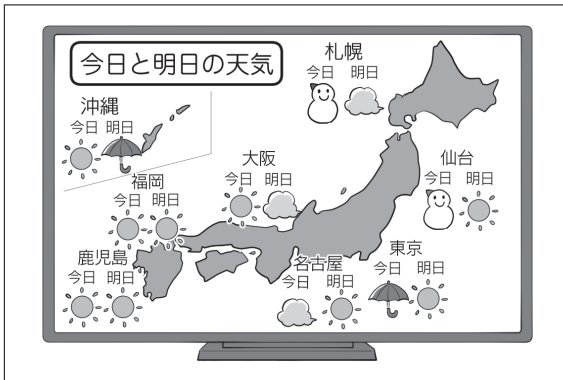 今日と明日の天気
札幌
今日 明日
沖縄
今日 明日
大阪
今日 明日
仙台
今日 明日
福岡
今日 明日
鹿児島
今日 明日
名古屋
今日 明日
東京
今日 明日